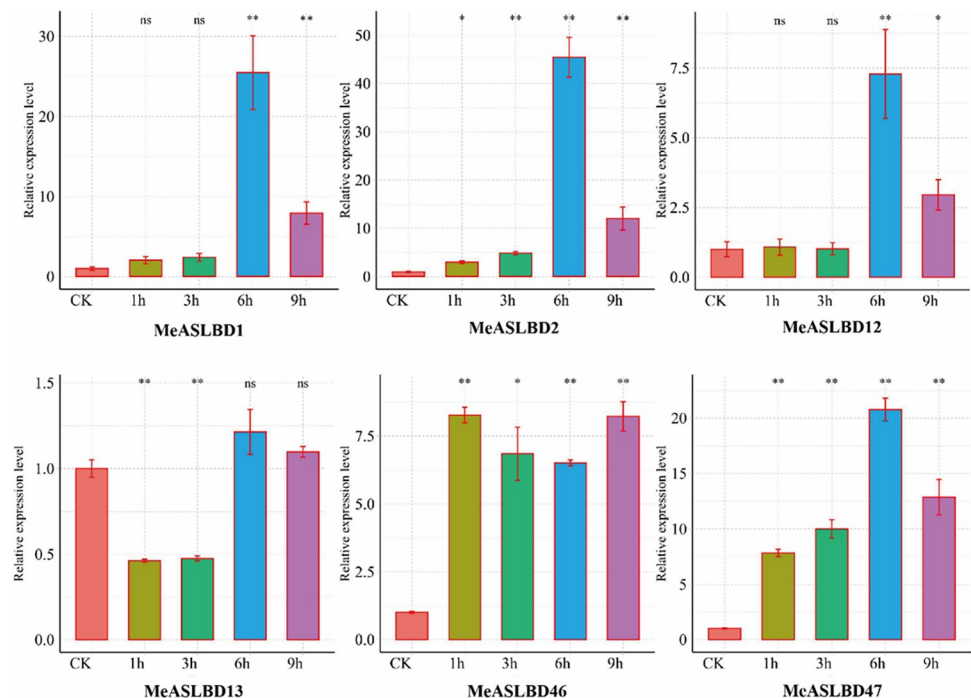 ns ns ** **
Relative expression level
30
20
10
0
CK 1h 3h 6h 9h
MeASLBD1
* ** ** **
Relative expression level
50
40
30
20
10
0
CK 1h 3h 6h 9h
MeASLBD2
ns ns ** *
Relative expression level
7.5
5.0
2.5
0.0
CK 1h 3h 6h 9h
MeASLBD12
** ** ns ns
Relative expression level
1.5
1.0
0.5
0.0
CK 1h 3h 6h 9h
MeASLBD13
** * ** **
Relative expression level
7.5
5.0
2.5
0.0
CK 1h 3h 6h 9h
MeASLBD46
** ** ** **
Relative expression level
20
15
10
5
0
CK 1h 3h 6h 9h
MeASLBD47